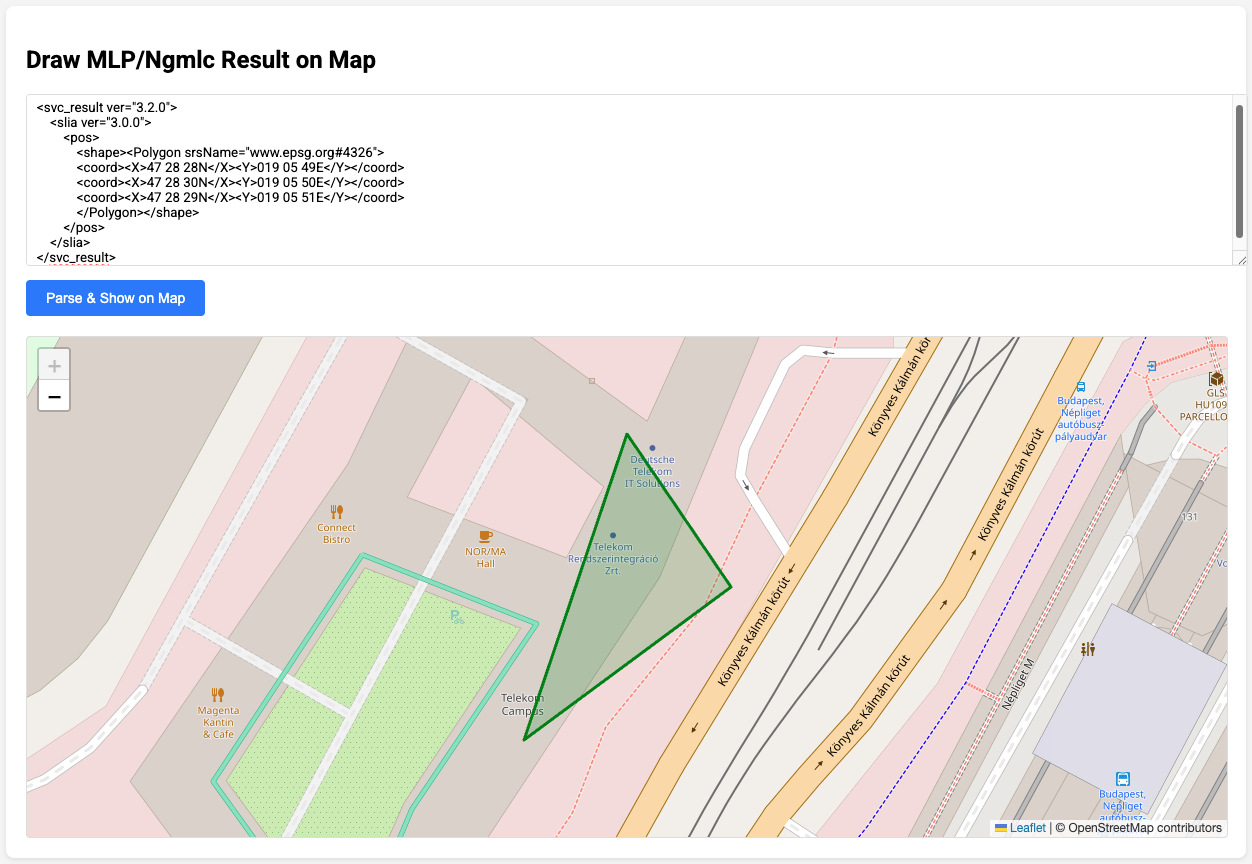 Draw MLP/Ngmlc Result on Map
<svc_result ver="3.2.0">
<slia ver="3.0.0">
<pos>
<shape><Polygon srsName="www.epsg.org#4326">
<coord><X>47 28 28N</X><Y>019 05 49E</Y></coord>
<coord><X>47 28 30N</X><Y>019 05 50E</Y></coord>
<coord><X>47 28 29N</X><Y>019 05 51E</Y></coord>
</Polygon></shape>
</pos>
</slia>
</svc_result>
Parse & Show on Map
+
−
Könyves Kálmán kör
GLS
HU109
PARCELLO
Budapest,
Népliget
autóbusz-
pályaudvar
Deutsche
Telekom
IT Solutions
Könyves Kálmán körút
131
Connect
Bistro
NOR/MA
Hall
Telekom
Rendszerintegráció
Zrt.
Vo
Könyves Kálmán körút
Könyves Kálmán körút
Népliget M
Telekom
Campus
Magenta
Kantin
& Cafe
Budapest,
Népliget
autóbusz-
Leaflet | © OpenStreetMap contributors